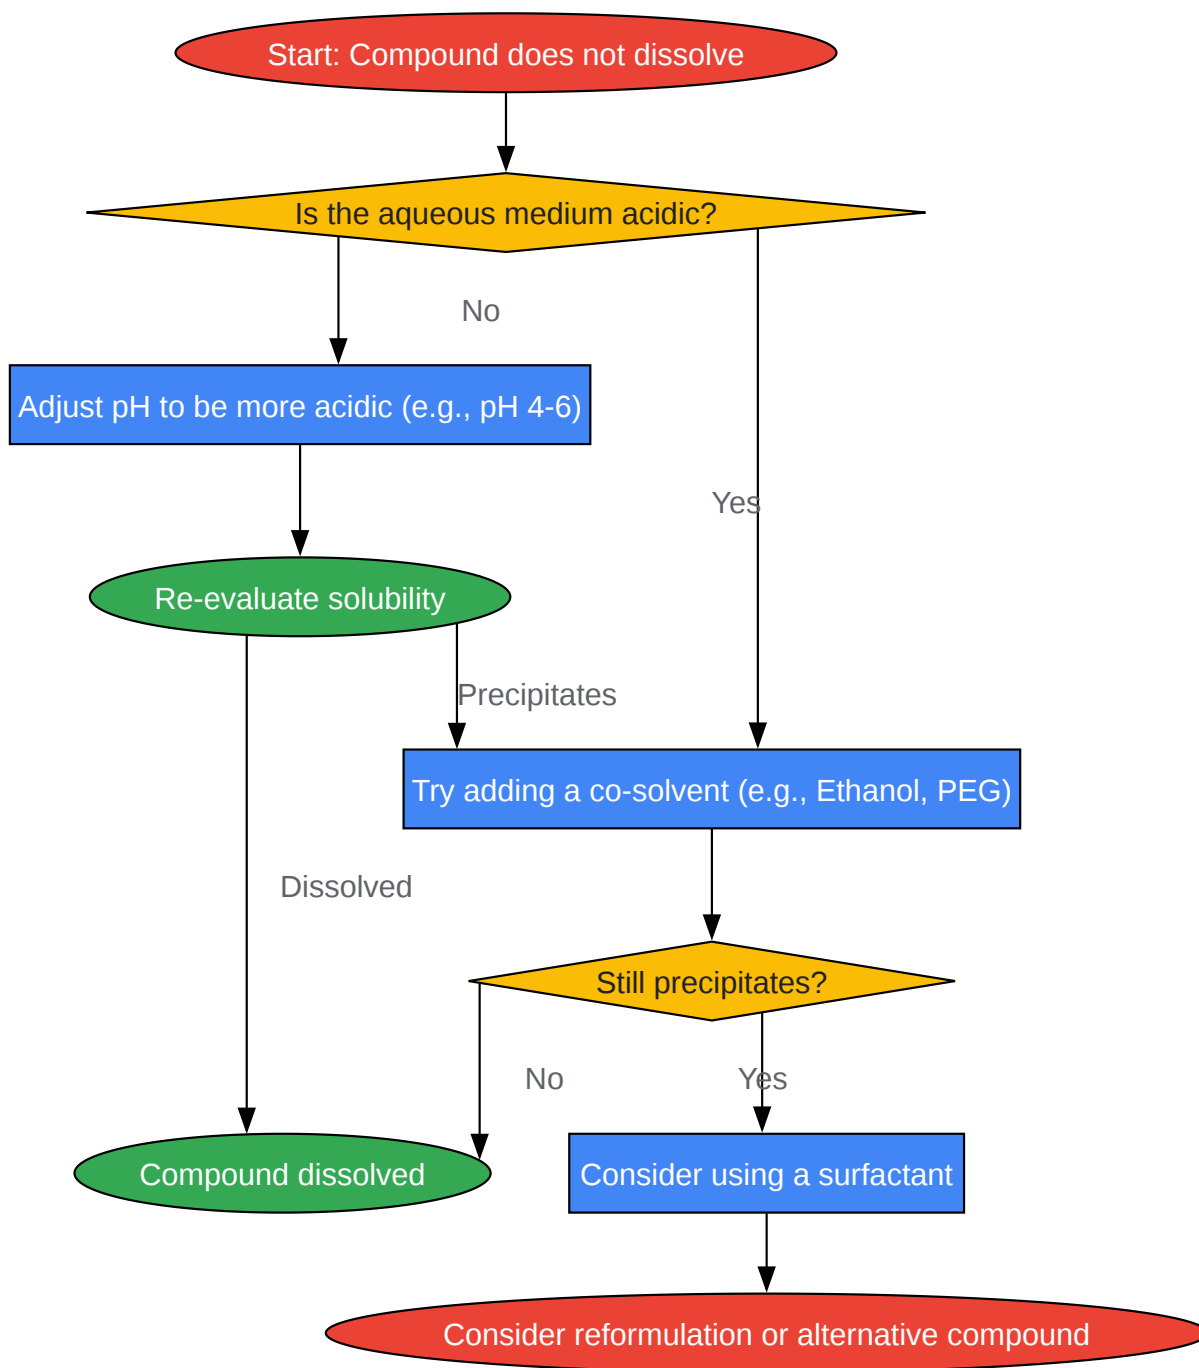 Start: Compound does not dissolve
Is the aqueous medium acidic?
No
Adjust pH to be more acidic (e.g., pH 4-6)
Yes
Re-evaluate solubility
Precipitates
Try adding a co-solvent (e.g., Ethanol, PEG)
Dissolved
Still precipitates?
No
Yes
Compound dissolved
Consider using a surfactant
Consider reformulation or alternative compound